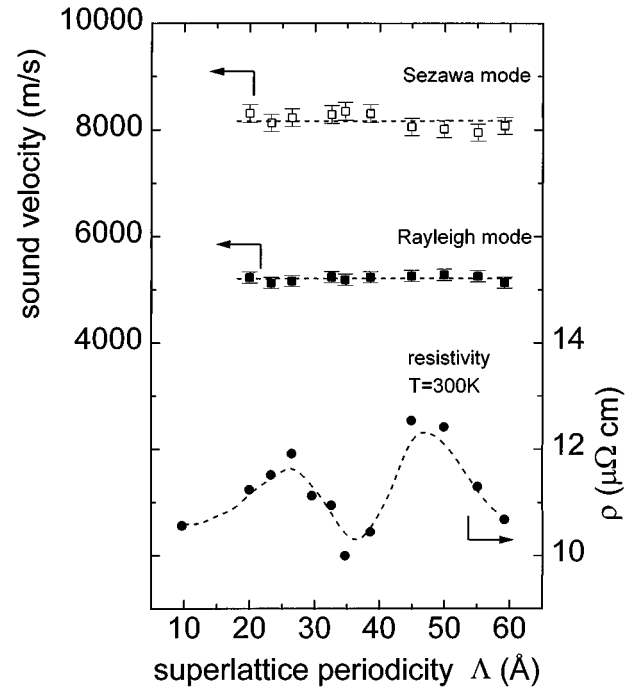 10000
8000
6000
4000
sound velocity (m/s)
Sezawa mode
Rayleigh mode
resistivity
T=300K
14
12
10
ρ (μΩ cm)
10 20 30 40 50 60
superlattice periodicity Λ (Å)